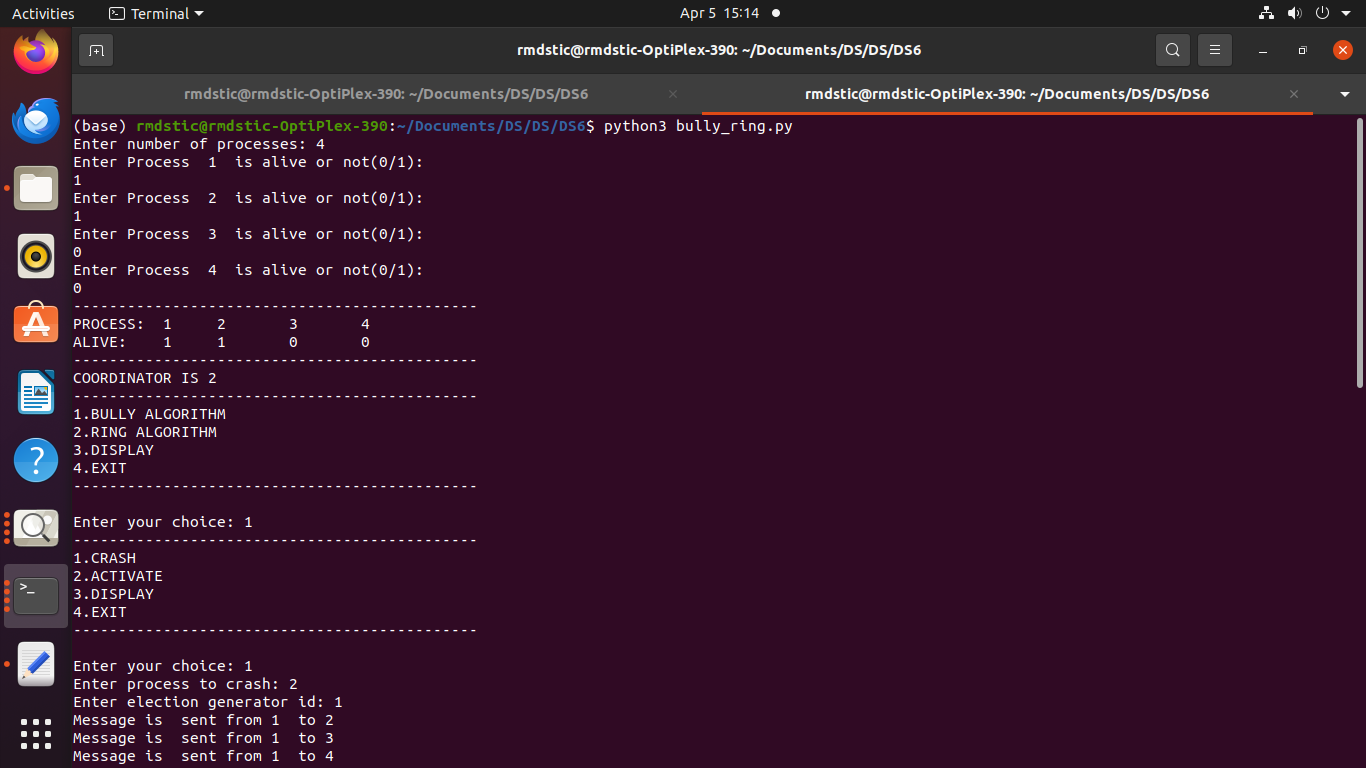 Activities Terminal Apr 5 15:14
rmdstic@rmdstic-OptiPlex-390: ~/Documents/DS/DS/DS6
rmdstic@rmdstic-OptiPlex-390: ~/Documents/DS/DS/DS6 rmdstic@rmdstic-OptiPlex-390: ~/Documents/DS/DS/DS6
(base) rmdstic@rmdstic-OptiPlex-390:~/Documents/DS/DS/DS6$ python3 bully_ring.py
Enter number of processes: 4
Enter Process  1  is alive or not(0/1):
1
Enter Process  2  is alive or not(0/1):
1
Enter Process  3  is alive or not(0/1):
0
Enter Process  4  is alive or not(0/1):
0
---------------------------------------------
PROCESS:  1     2       3       4
ALIVE:    1     1       0       0
---------------------------------------------
COORDINATOR IS 2
---------------------------------------------
1.BULLY ALGORITHM
2.RING ALGORITHM
3.DISPLAY
4.EXIT
---------------------------------------------
Enter your choice: 1
---------------------------------------------
1.CRASH
2.ACTIVATE
3.DISPLAY
4.EXIT
---------------------------------------------
Enter your choice: 1
Enter process to crash: 2
Enter election generator id: 1
Message is  sent from 1  to 2
Message is  sent from 1  to 3
Message is  sent from 1  to 4